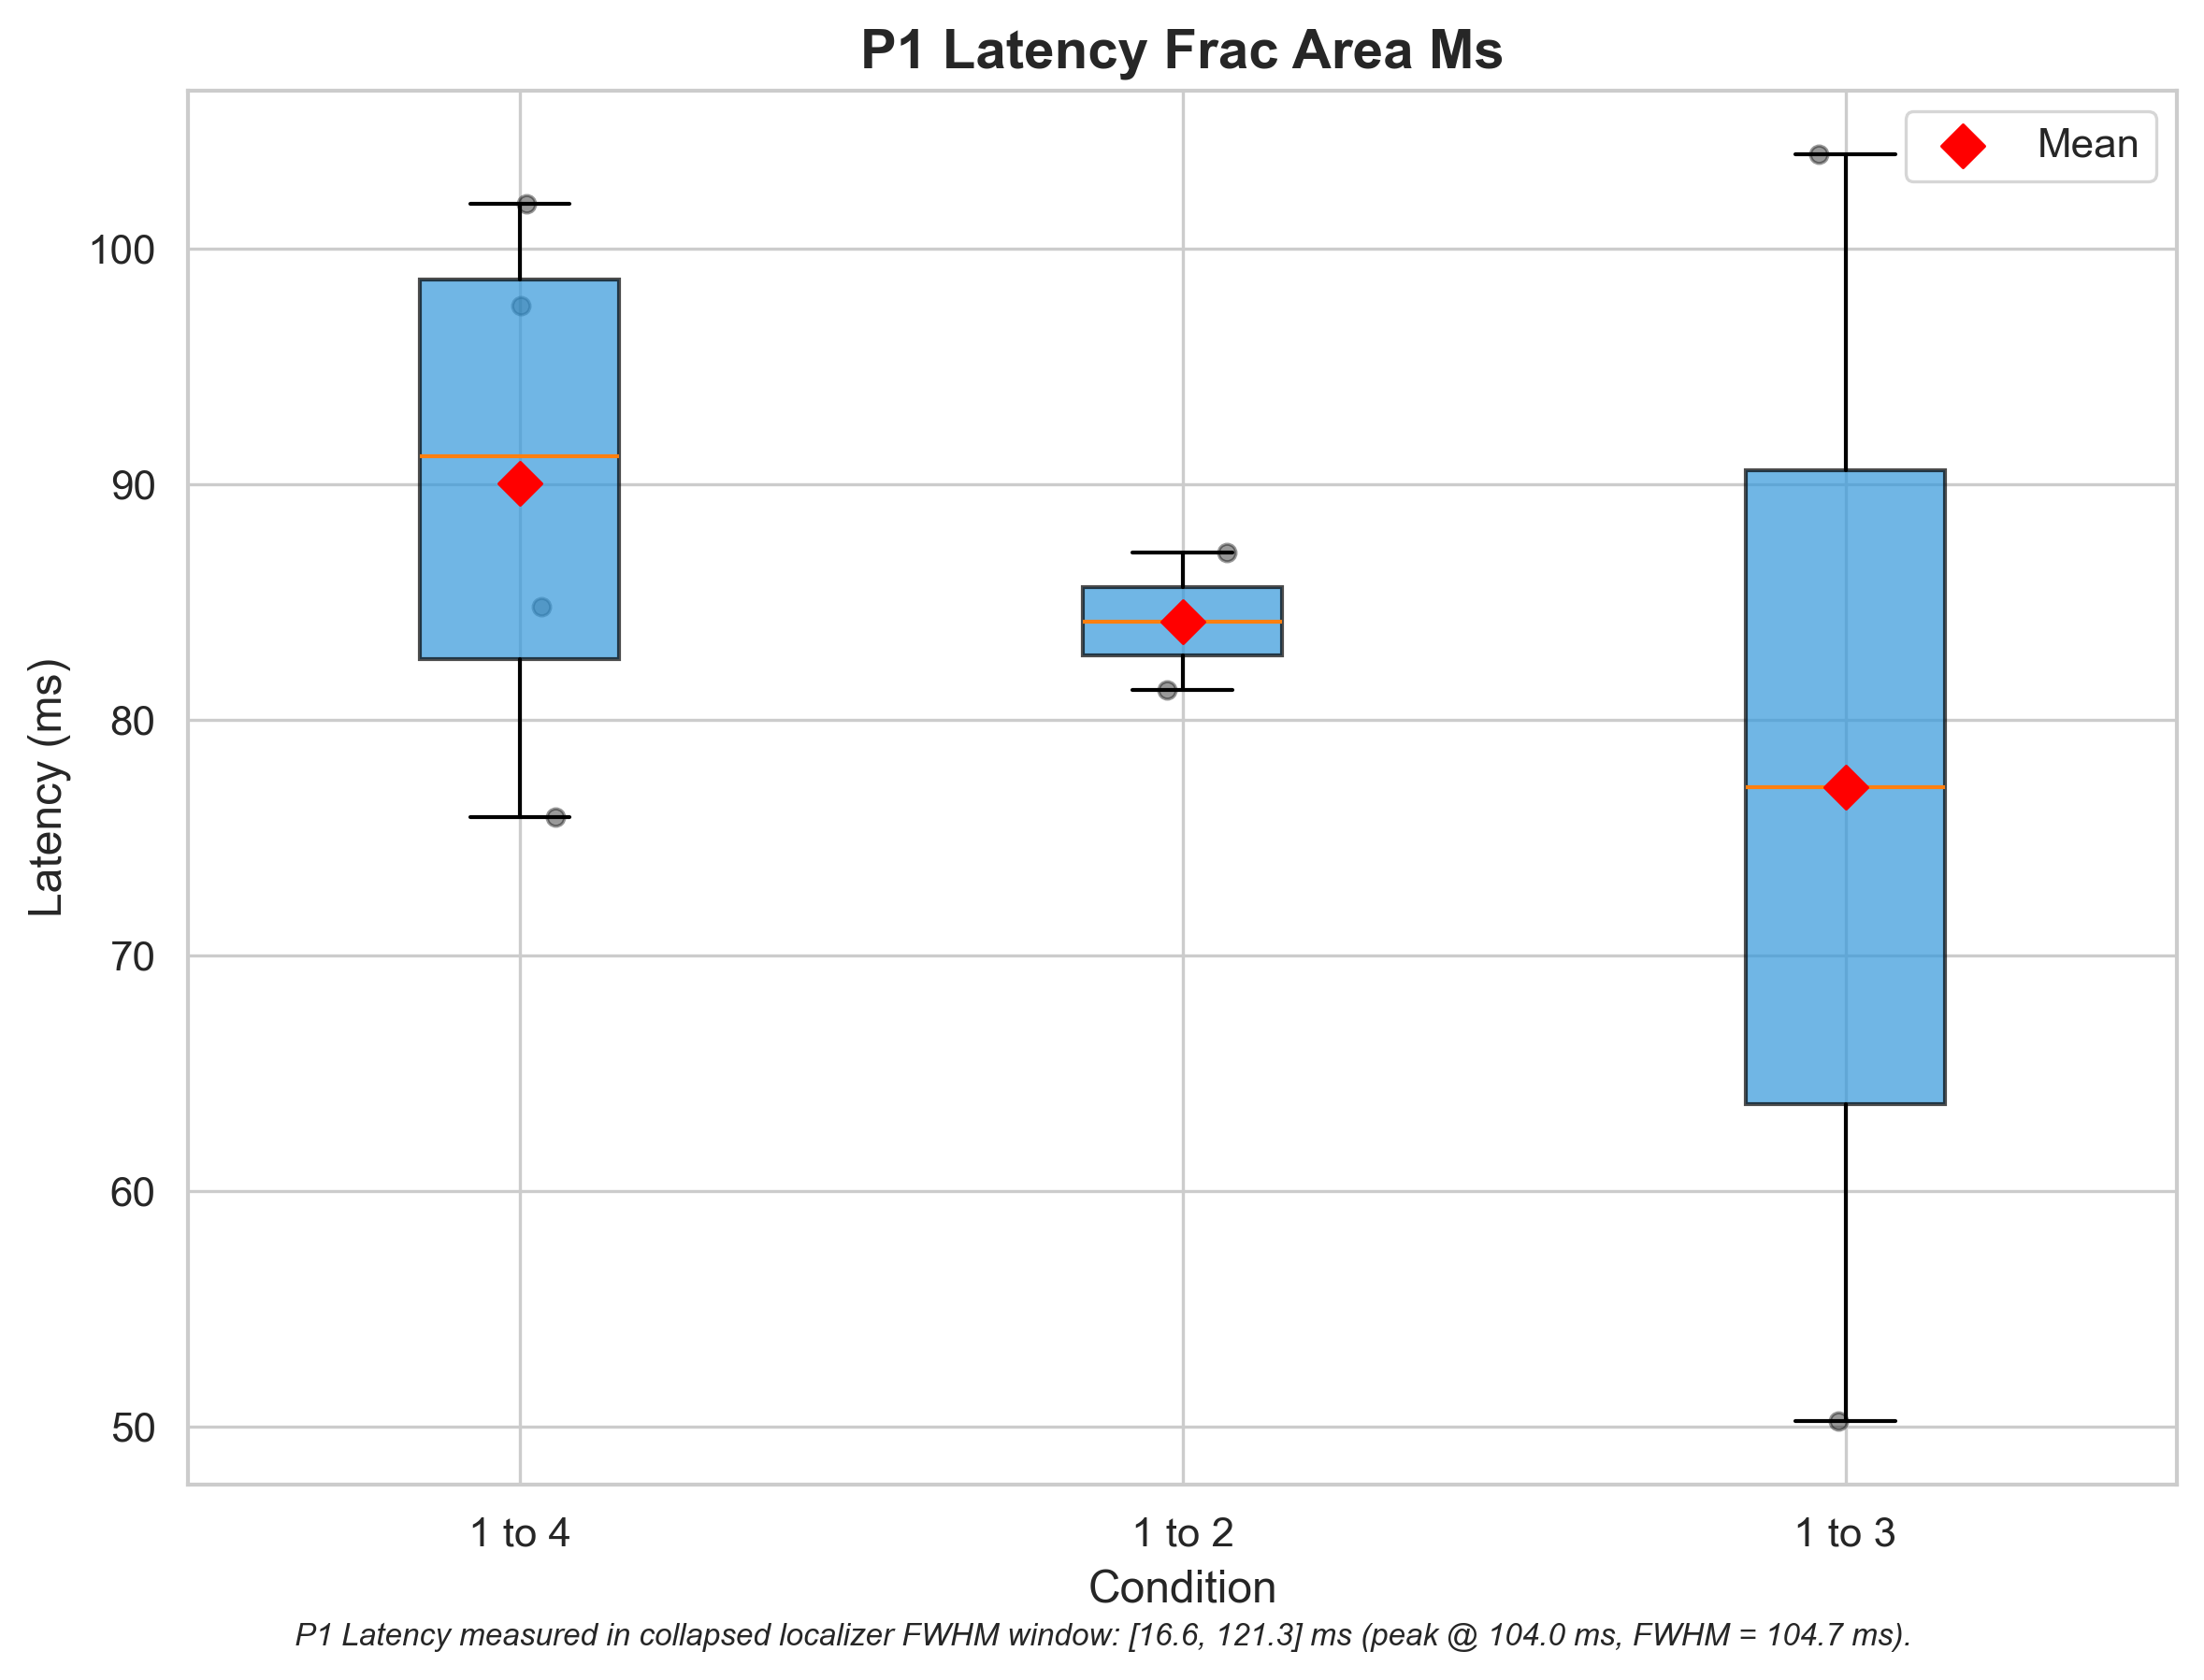 P1 Latency Frac Area Ms
Mean
100
90
80
70
60
50
Latency (ms)
1 to 4
1 to 2
1 to 3
Condition
P1 Latency measured in collapsed localizer FWHM window: [16.6, 121.3] ms (peak @ 104.0 ms, FWHM = 104.7 ms).